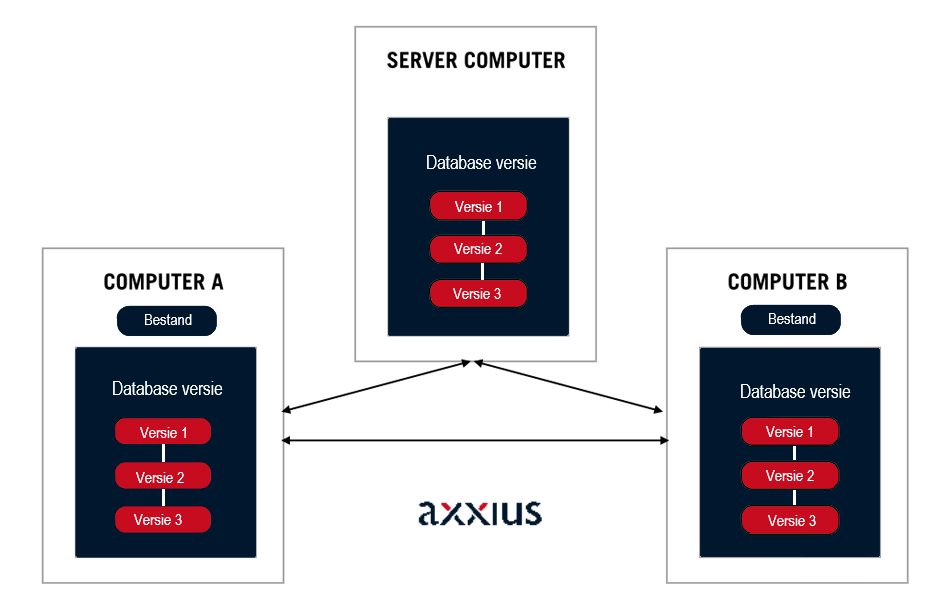 SERVER COMPUTER
Database versie
Versie 1
Versie 2
Versie 3
COMPUTER A
Bestand
Database versie
Versie 1
Versie 2
Versie 3
COMPUTER B
Bestand
Database versie
Versie 1
Versie 2
Versie 3
axxius